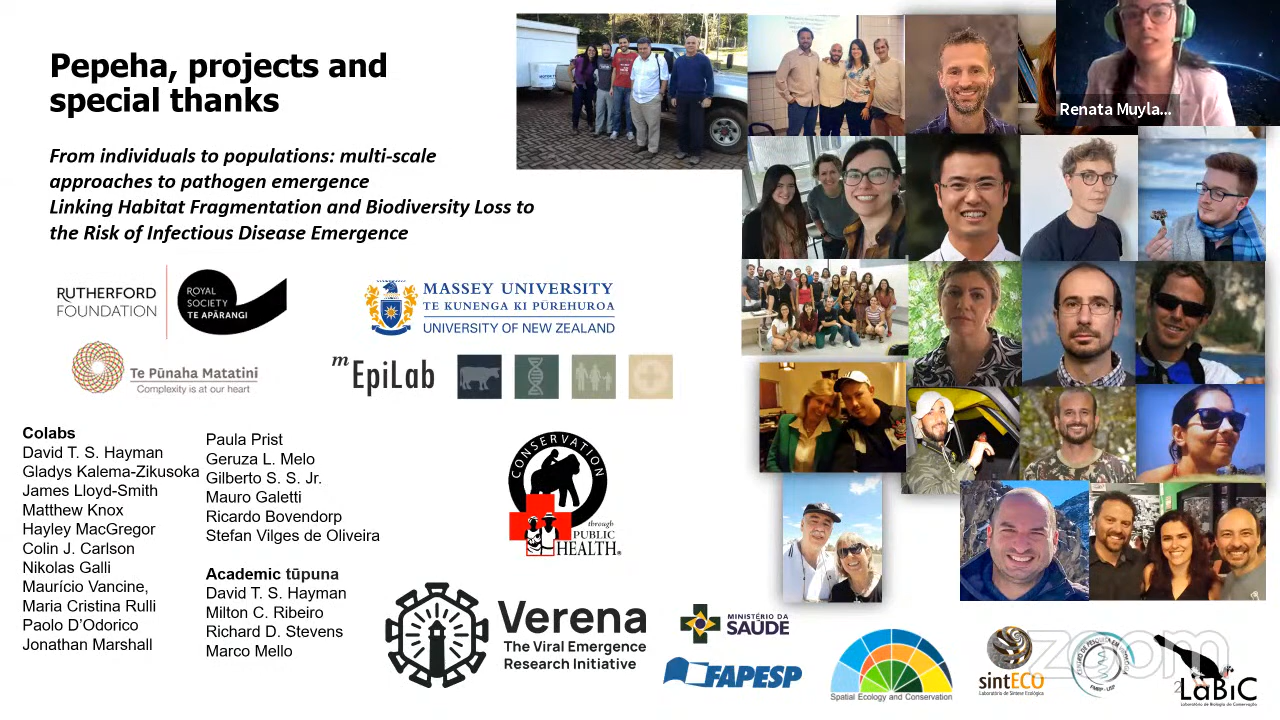 Pepeha, projects and
special thanks
Renata Muyla...
From individuals to populations: multi-scale
approaches to pathogen emergence
Linking Habitat Fragmentation and Biodiversity Loss to
the Risk of Infectious Disease Emergence
RUTHERFORD
FOUNDATION
ROYAL
SOCIETY
TE APĀRANGI
MASSEY UNIVERSITY
TE KUNENGA KI PŪREHUROA
UNIVERSITY OF NEW ZEALAND
Te Pūnaha Matatini
Complexity is at our heart
m
EpiLab
Colabs
David T. S. Hayman
Gladys Kalema-Zikusoka
James Lloyd-Smith
Matthew Knox
Hayley MacGregor
Colin J. Carlson
Nikolas Galli
Maurício Vancine,
Maria Cristina Rulli
Paolo D'Odorico
Jonathan Marshall
Paula Prist
Geruza L. Melo
Gilberto S. S. Jr.
Mauro Galetti
Ricardo Bovendorp
Stefan Vilges de Oliveira
Academic tūpuna
David T. S. Hayman
Milton C. Ribeiro
Richard D. Stevens
Marco Mello
CONSERVATION
through
PUBLIC
HEALTH®
Verena
The Viral Emergence
Research Initiative
MINISTÉRIO DA
SAÚDE
FAPESP
Spatial Ecology and Conservation
sintECO
Laboratório de Síntese Ecológica
FMRP - USP
zoom
LaBiC
Laboratório de Biologia da Conservação